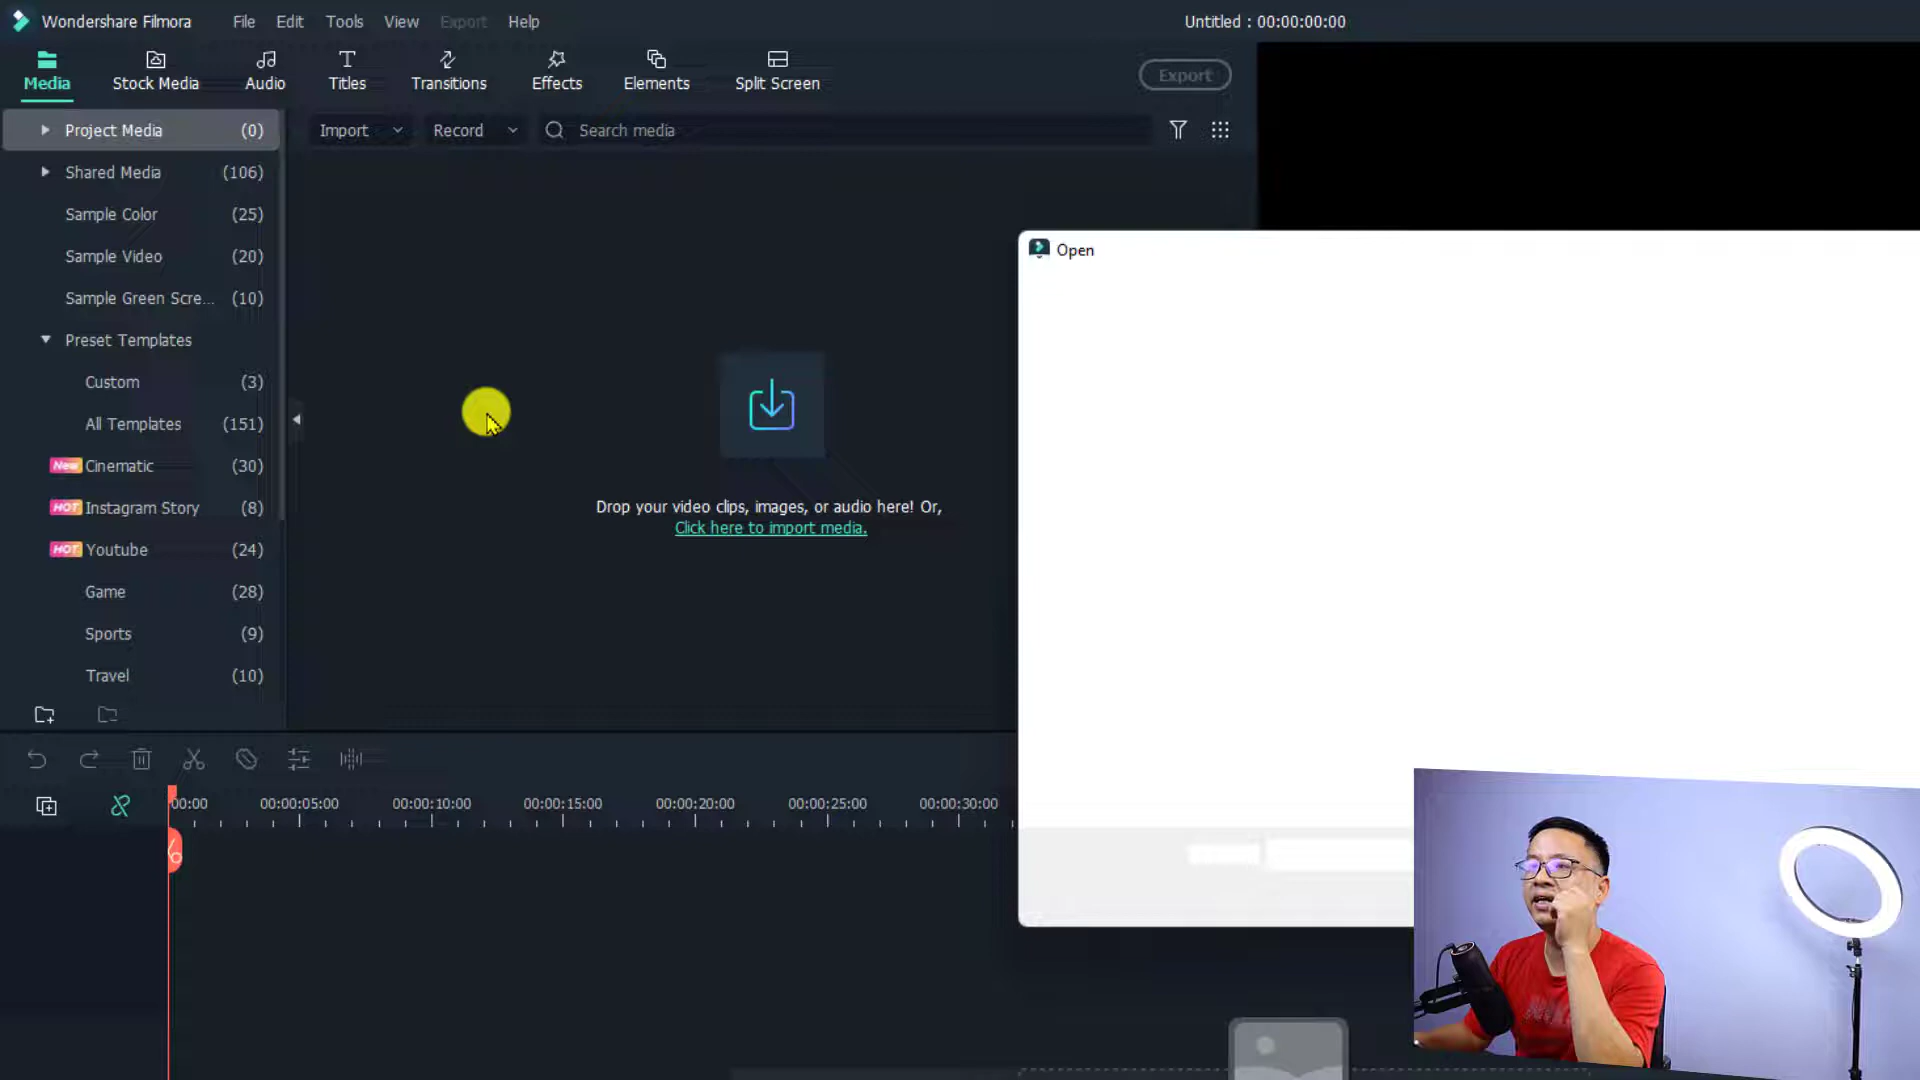 Wondershare Filmora File Edit Tools View Export Help Untitled : 00:00:00:00
Media Stock Media Audio Titles Transitions Effects Elements Split Screen Export
Project Media (0) Import Record Search media
Shared Media (106)
Sample Color (25)
Sample Video (20)
Sample Green Scre... (10)
Preset Templates
Custom (3)
All Templates (151)
New Cinematic (30)
HOT Instagram Story (8)
HOT Youtube (24)
Game (28)
Sports (9)
Travel (10)
Drop your video clips, images, or audio here! Or,
Click here to import media.
Open
00:00 00:00:05:00 00:00:10:00 00:00:15:00 00:00:20:00 00:00:25:00 00:00:30:00